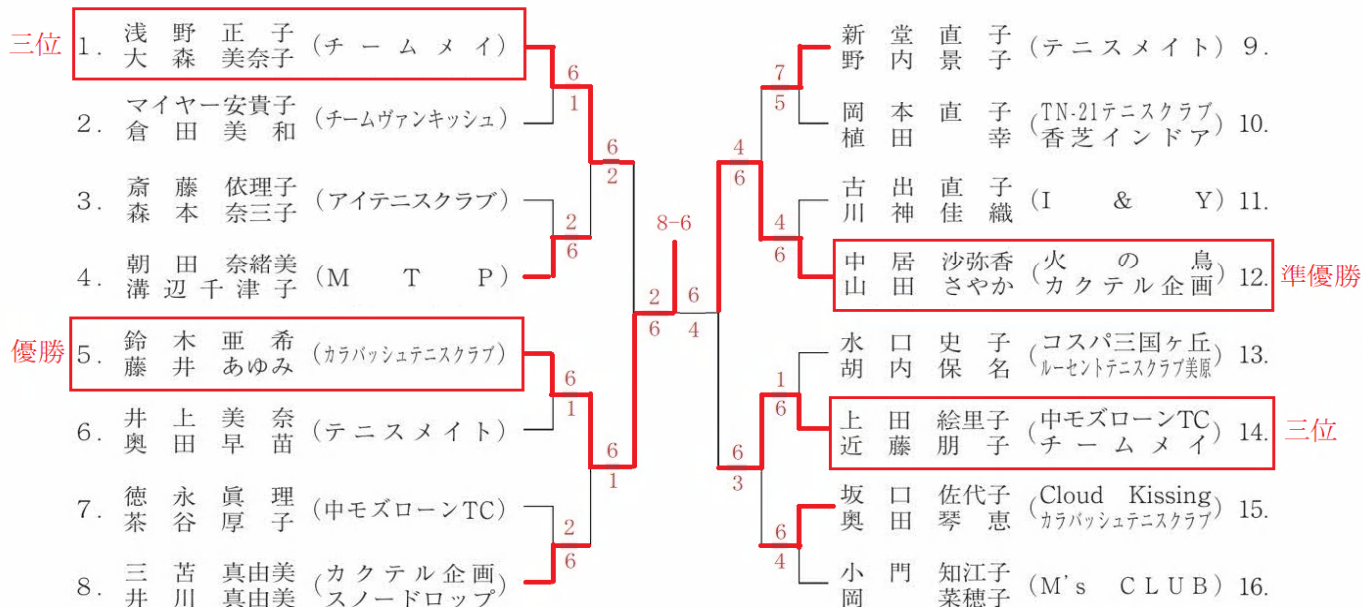 三位
1. 浅野正子 (チームメイ)
大森美奈子
6
1
2. マイヤー安貴子 (チームヴァンキッシュ)
倉田美和
6
2
3. 斎藤依理子 (アイテニスクラブ)
森本奈三子
2
6
4. 朝田奈緒美 (MTP)
溝辺千津子
8-6
2 6
6 4
優勝
5. 鈴木亜希 (カラバッシュテニスクラブ)
藤井あゆみ
6
1
6. 井上美奈 (テニスメイト)
奥田早苗
6
1
7. 徳永眞理 (中モズローンTC)
茶谷厚子
2
6
8. 三苫真由美 (カクテル企画
井川真由美 スノードロップ)
新堂直子 (テニスメイト) 9.
野内景子
7
5
岡本直子 (TN-21テニスクラブ 10.
植田幸 香芝インドア)
4
6
古出直子 (I & Y) 11.
川神佳織
4
6
中居沙弥香 (火の鳥 12.
山田さやか カクテル企画)
準優勝
水口史子 (コスパ三国ヶ丘 13.
胡内保名 ルーセントテニスクラブ美原)
1
6
上田絵里子 (中モズローンTC 14.
近藤朋子 チームメイ)
三位
6
3
坂口佐代子 (Cloud Kissing 15.
奥田琴恵 カラバッシュテニスクラブ)
6
4
小門知江子 (M's CLUB) 16.
岡菜穂子